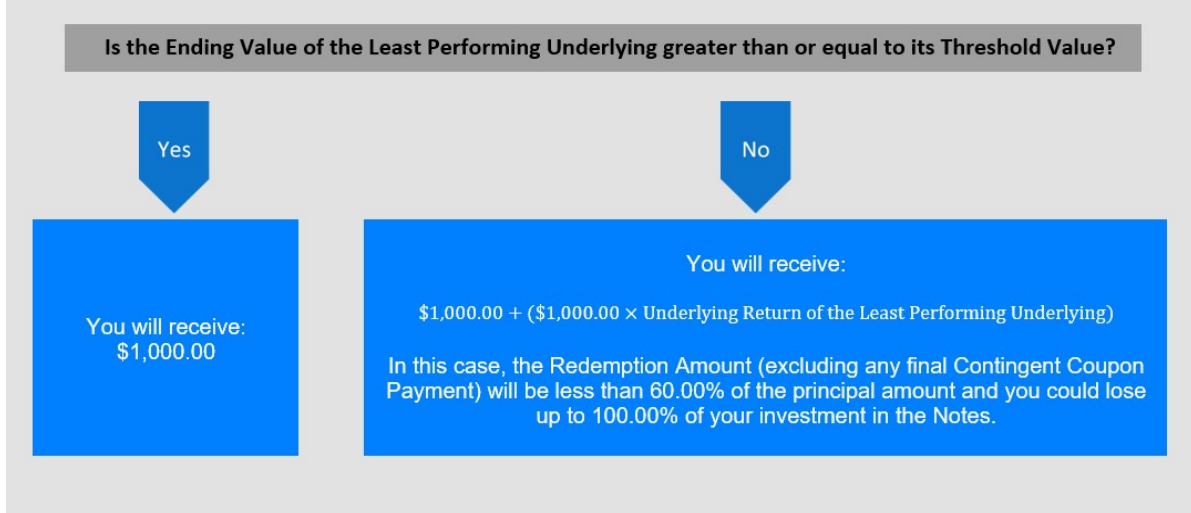 Is the Ending Value of the Least Performing Underlying greater than or equal to its Threshold Value?
Yes
No
You will receive:
$1,000.00
You will receive:
$1,000.00 + ($1,000.00 × Underlying Return of the Least Performing Underlying)
In this case, the Redemption Amount (excluding any final Contingent Coupon
Payment) will be less than 60.00% of the principal amount and you could lose
up to 100.00% of your investment in the Notes.